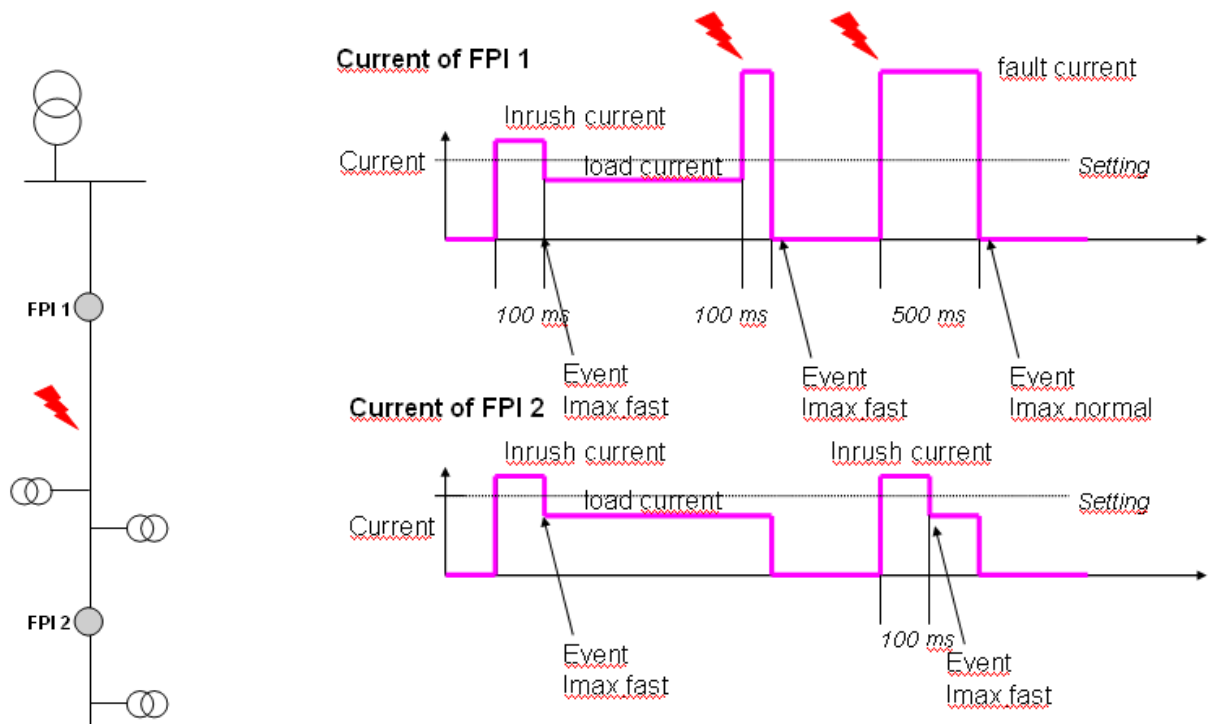 Current of FPI 1
fault current
Inrush current
Current
load current
Setting
FPI 1
100 ms
100 ms
500 ms
Event
Imax.fast
Event
Imax.fast
Event
Imax.normal
Current of FPI 2
Inrush current
Inrush current
load current
Setting
Current
FPI 2
100 ms
Event
Imax.fast
Event
Imax.fast